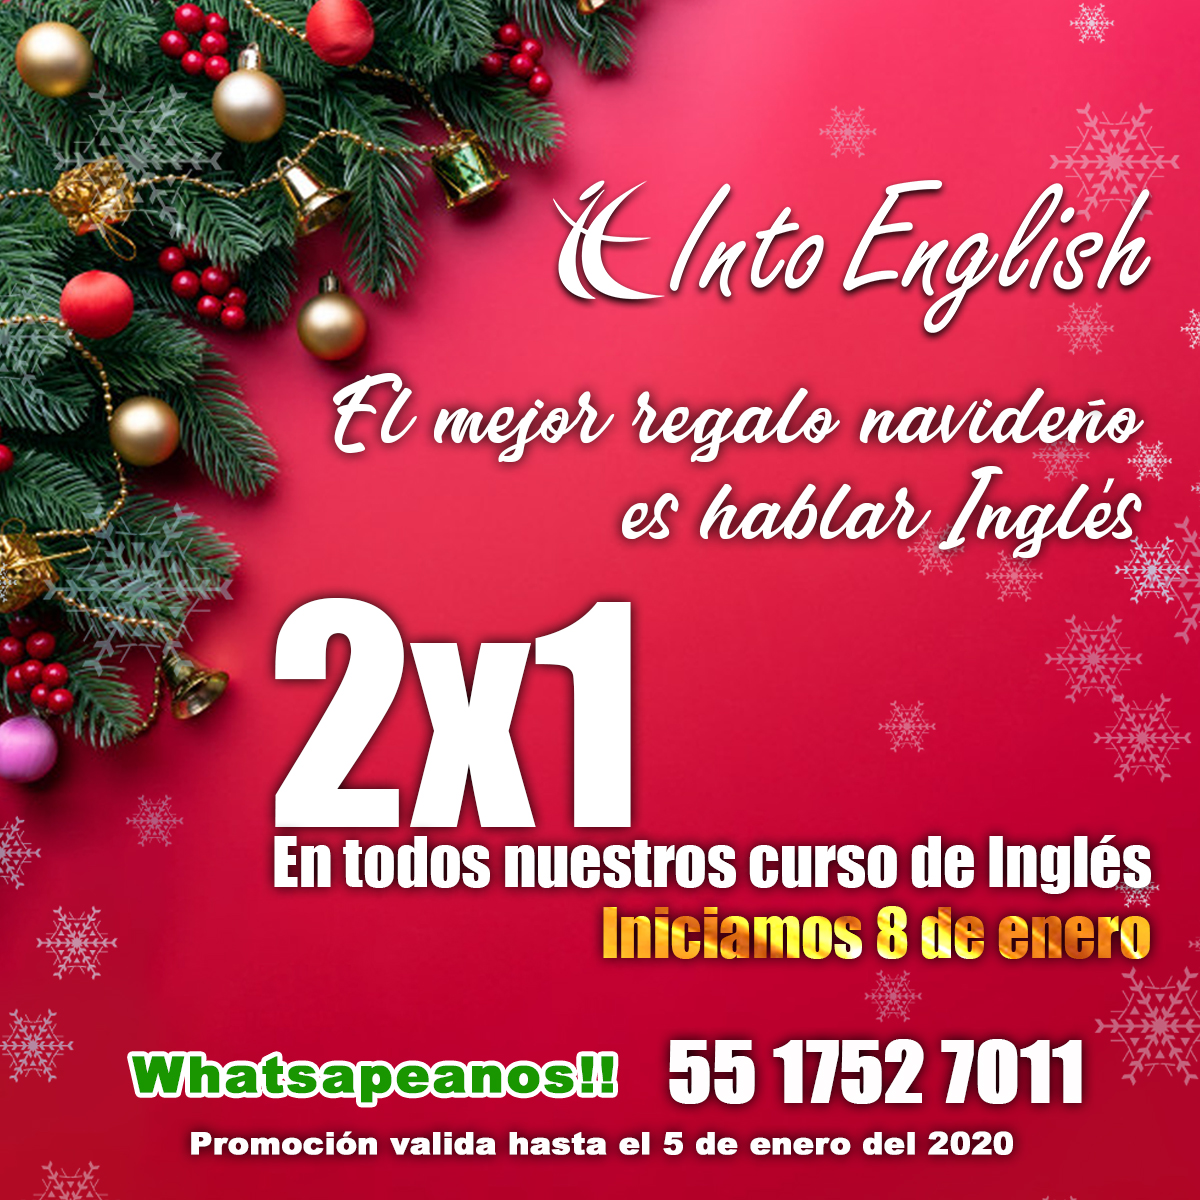 Into English
El mejor regalo navideño
es hablar Inglés
2x1
En todos nuestros curso de Inglés
Iniciamos 8 de enero
Whatsapeanos!! 55 1752 7011
Promoción valida hasta el 5 de enero del 2020